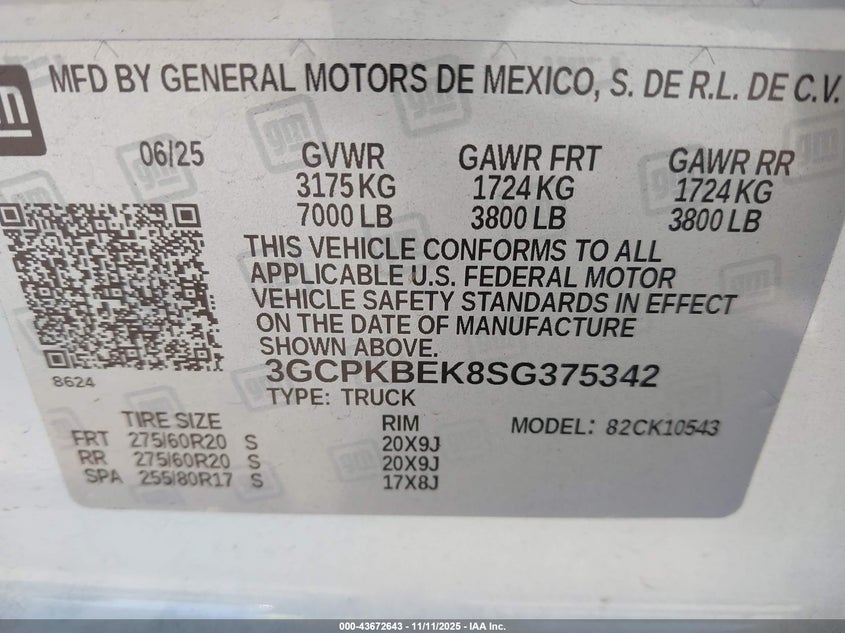 gm
MFD BY GENERAL MOTORS DE MEXICO, S. DE R.L. DE C.V.
06/25 GVWR GAWR FRT GAWR RR
3175 KG 1724 KG 1724 KG
7000 LB 3800 LB 3800 LB
THIS VEHICLE CONFORMS TO ALL
APPLICABLE U.S. FEDERAL MOTOR
VEHICLE SAFETY STANDARDS IN EFFECT
ON THE DATE OF MANUFACTURE
SHOWN ABOVE.
8624
3GCPKBEK8SG375342
TYPE: TRUCK
TIRE SIZE RIM MODEL: 82CK10543
FRT 275/60R20 S 20X9J
RR 275/60R20 S 20X9J
SPA 255/80R17 S 17X8J
000-43672643 - 11/11/2025 - IAA Inc.